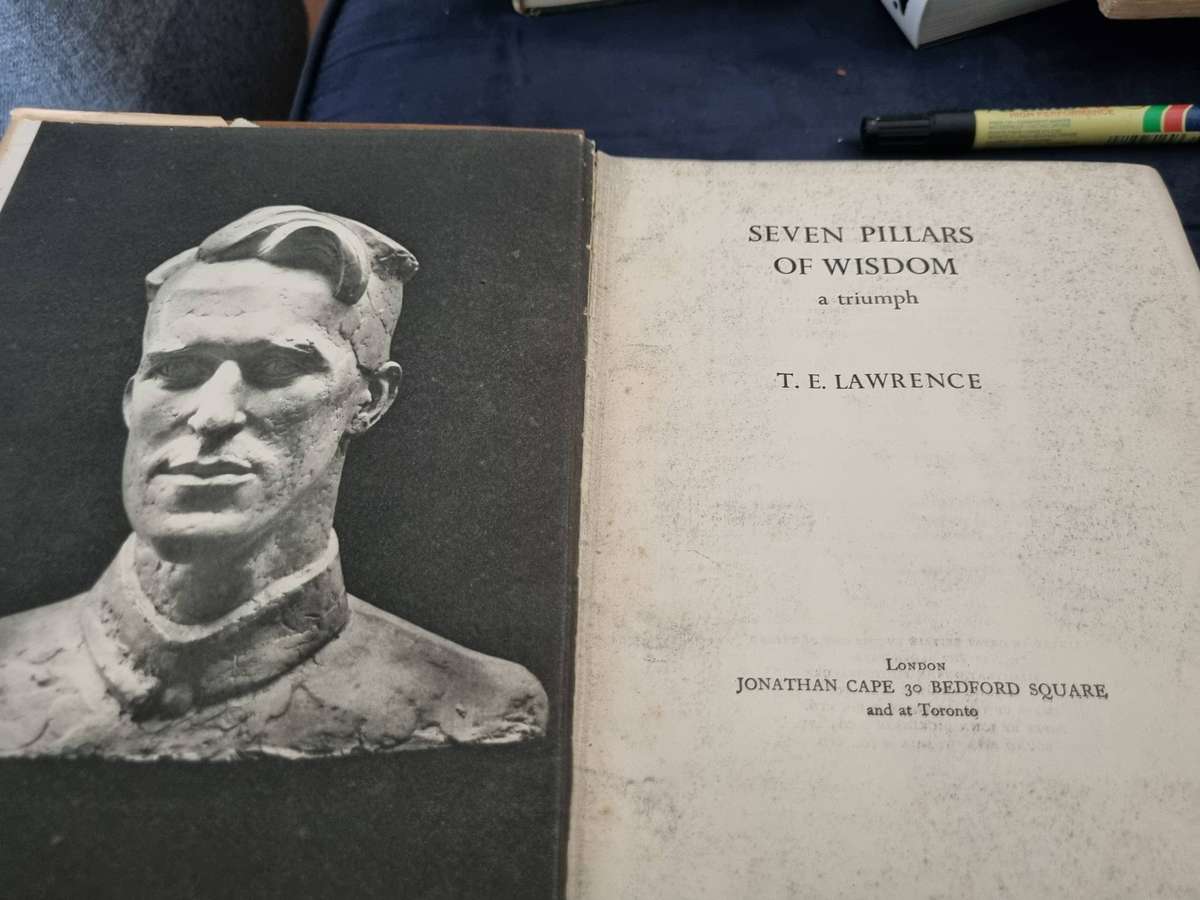 SEVEN PILLARS
OF WISDOM
a triumph
T. E. LAWRENCE
London
JONATHAN CAPE 30 BEDFORD SQUARE
and at Toronto